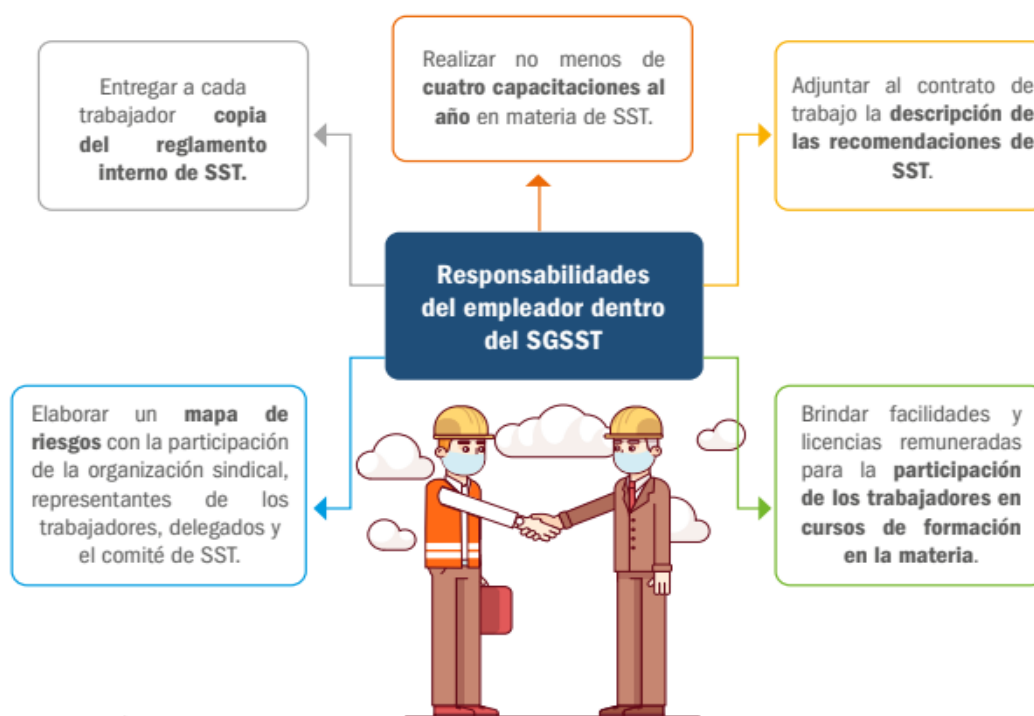 Entregar a cada
trabajador copia
del reglamento
interno de SST.
Realizar no menos de
cuatro capacitaciones al
año en materia de SST.
Adjuntar al contrato de
trabajo la descripción de
las recomendaciones de
SST.
Responsabilidades
del empleador dentro
del SGSST
Elaborar un mapa de
riesgos con la participación
de la organización sindical,
representantes de los
trabajadores, delegados y
el comité de SST.
Brindar facilidades y
licencias remuneradas
para la participación
de los trabajadores en
cursos de formación
en la materia.